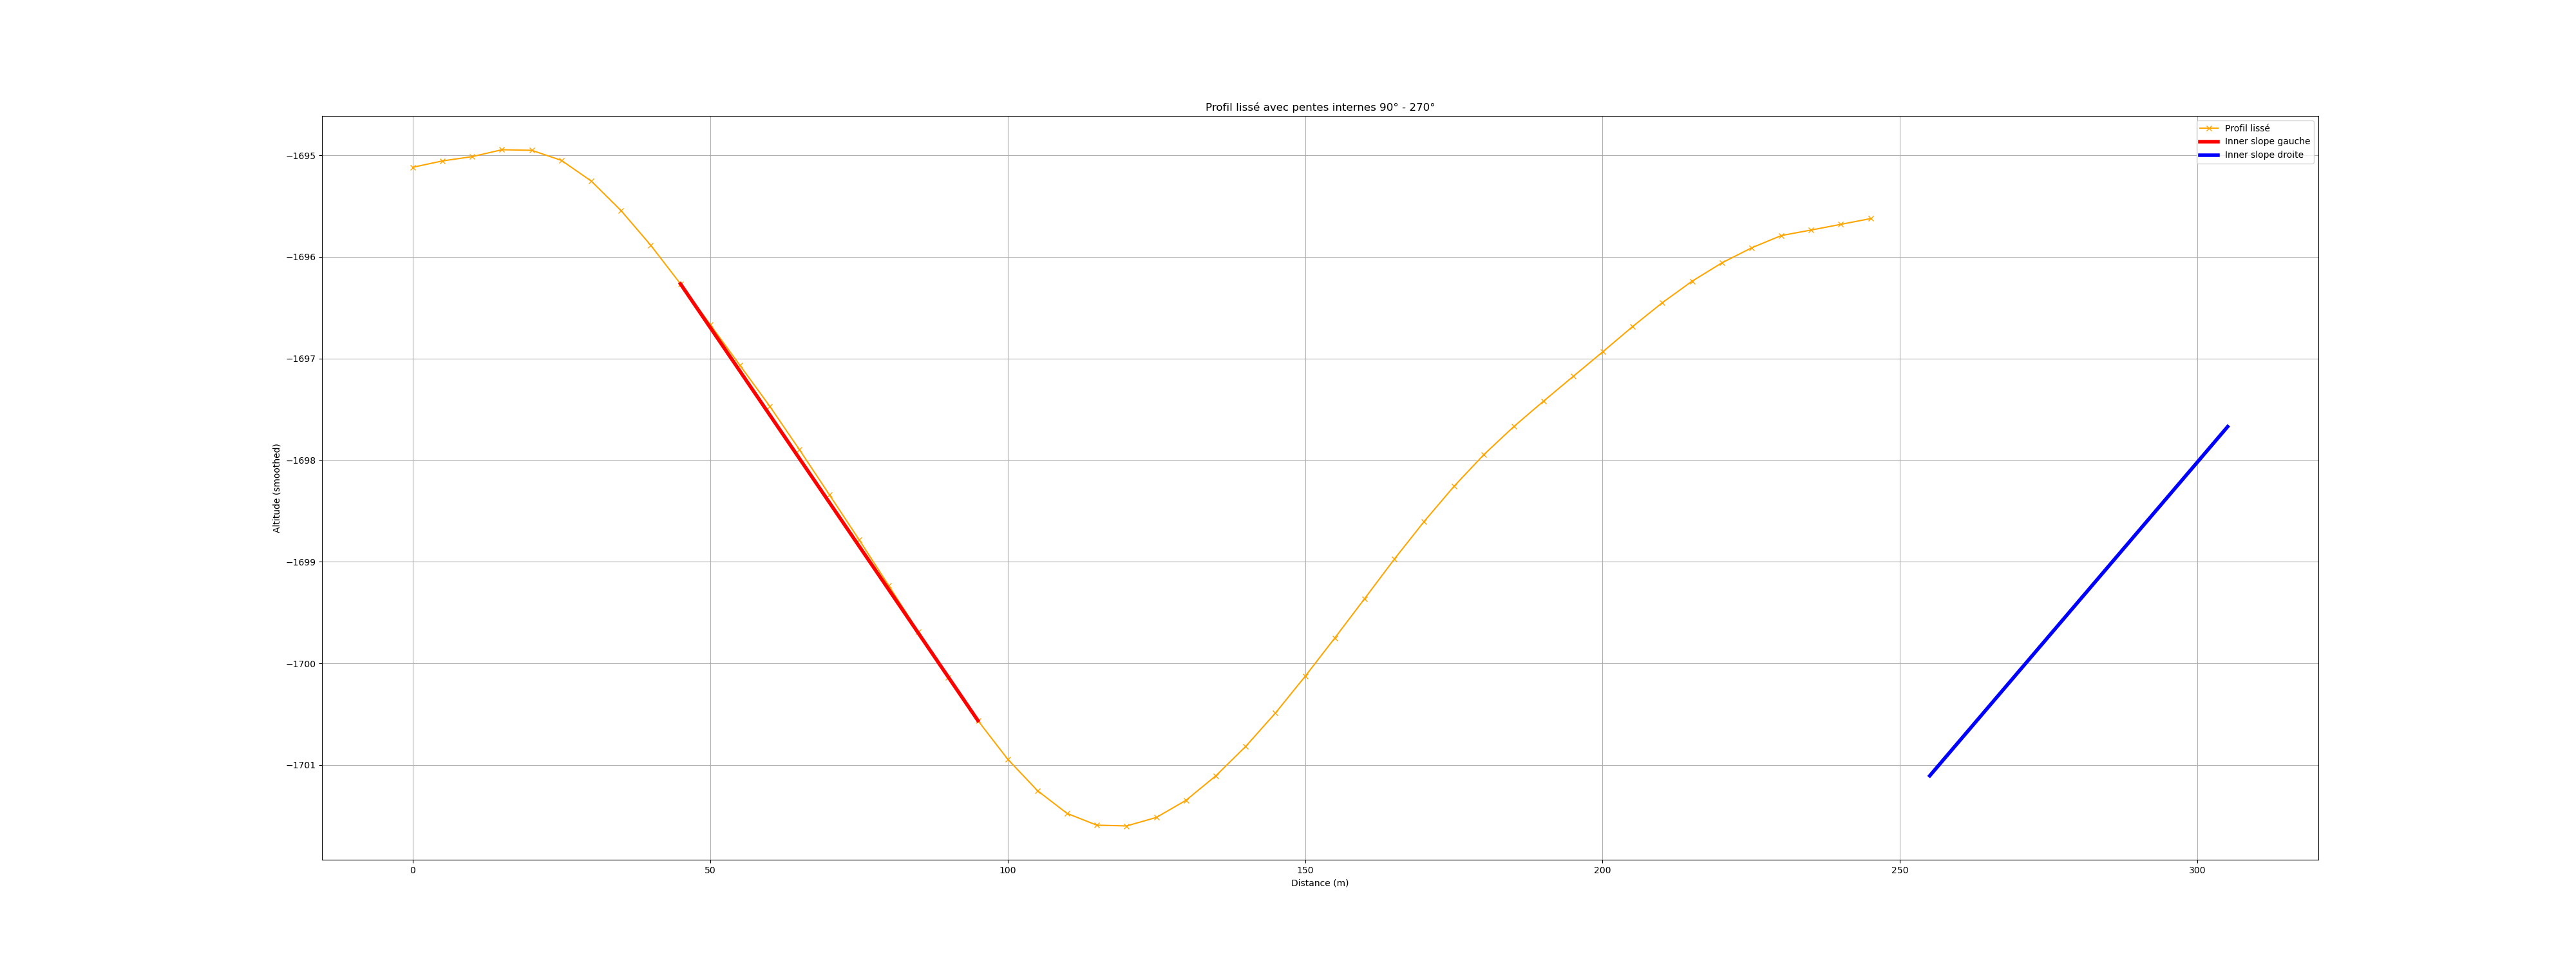 Profil lissé avec pentes internes 90° - 270°
Profil lissé
Inner slope gauche
Inner slope droite
Altitude (smoothed)
−1695
−1696
−1697
−1698
−1699
−1700
−1701
0 50 100 150 200 250 300
Distance (m)